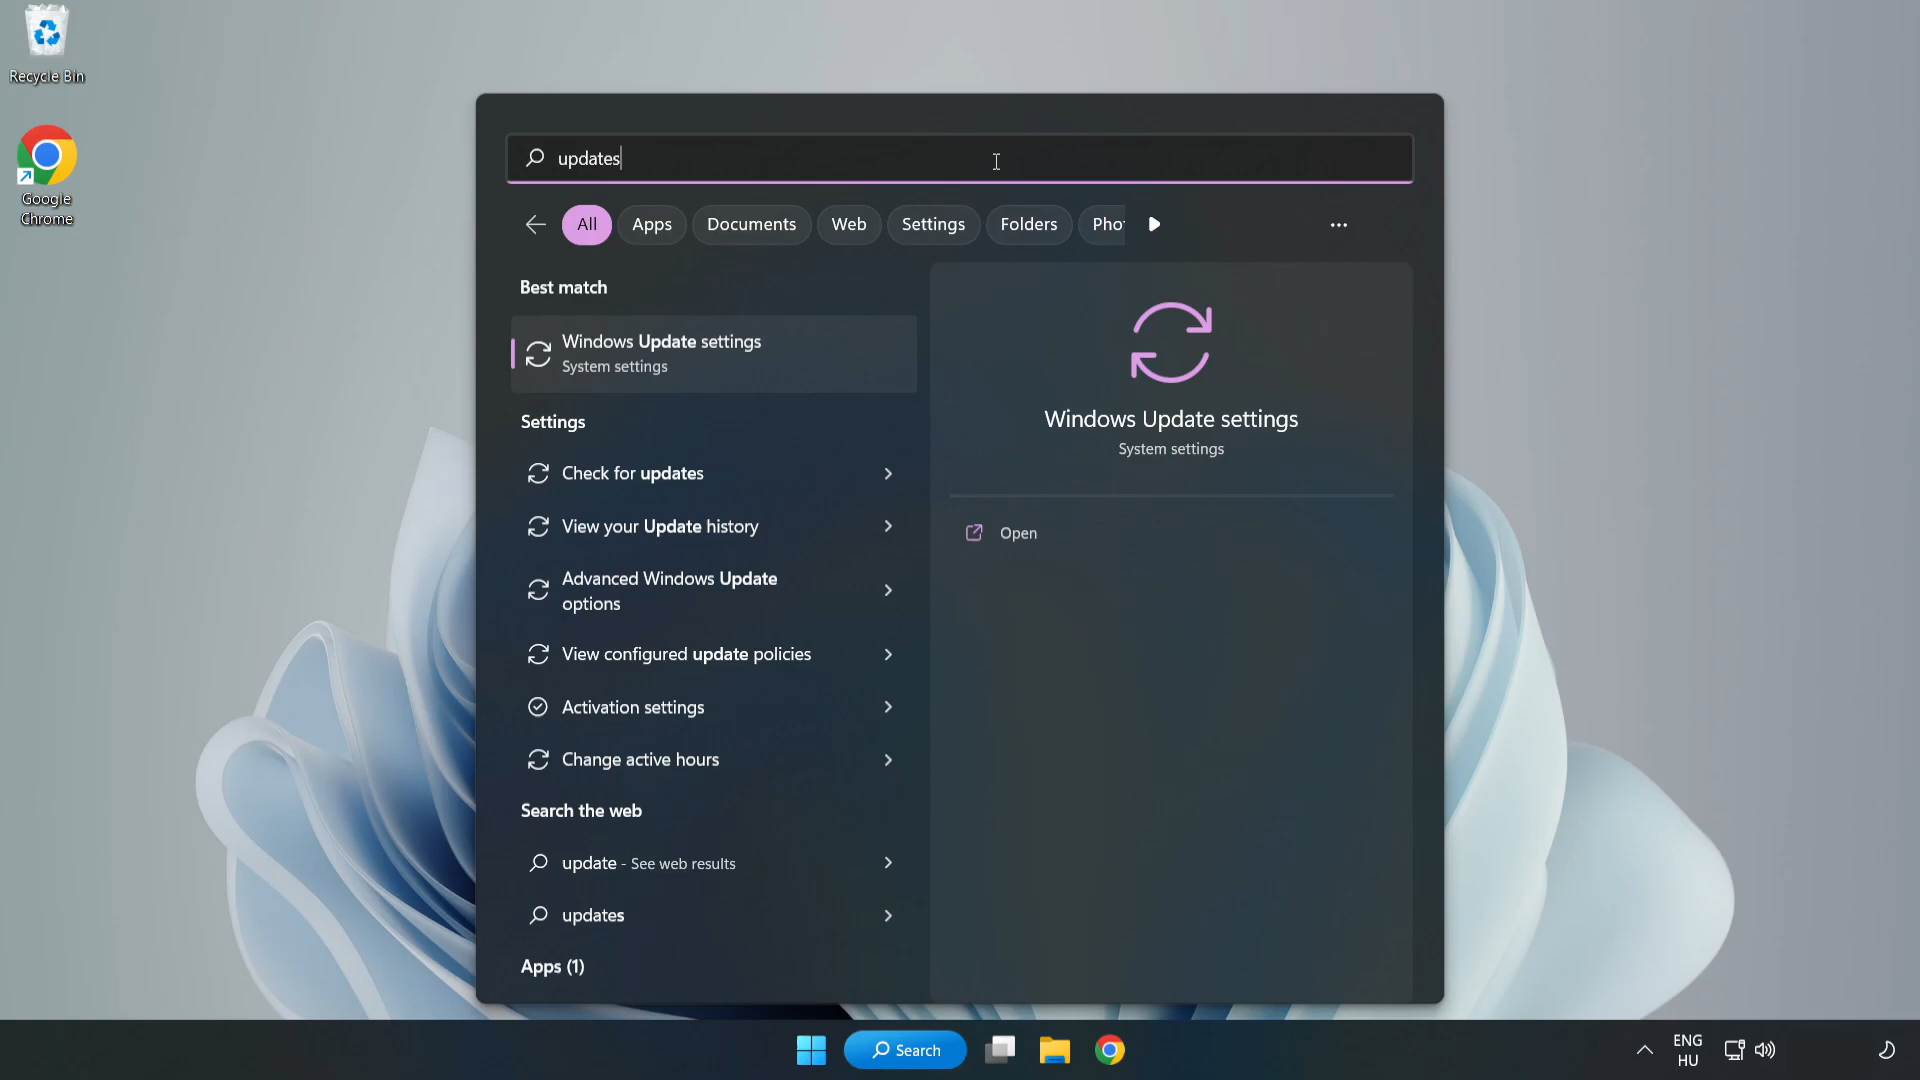 Recycle Bin
Google
Chrome
updates
All
Apps
Documents
Web
Settings
Folders
Pho
Best match
Windows Update settings
System settings
Settings
Check for updates
View your Update history
Advanced Windows Update
options
View configured update policies
Activation settings
Change active hours
Search the web
update - See web results
updates
Apps (1)
Windows Update settings
System settings
Open
Search
ENG
HU